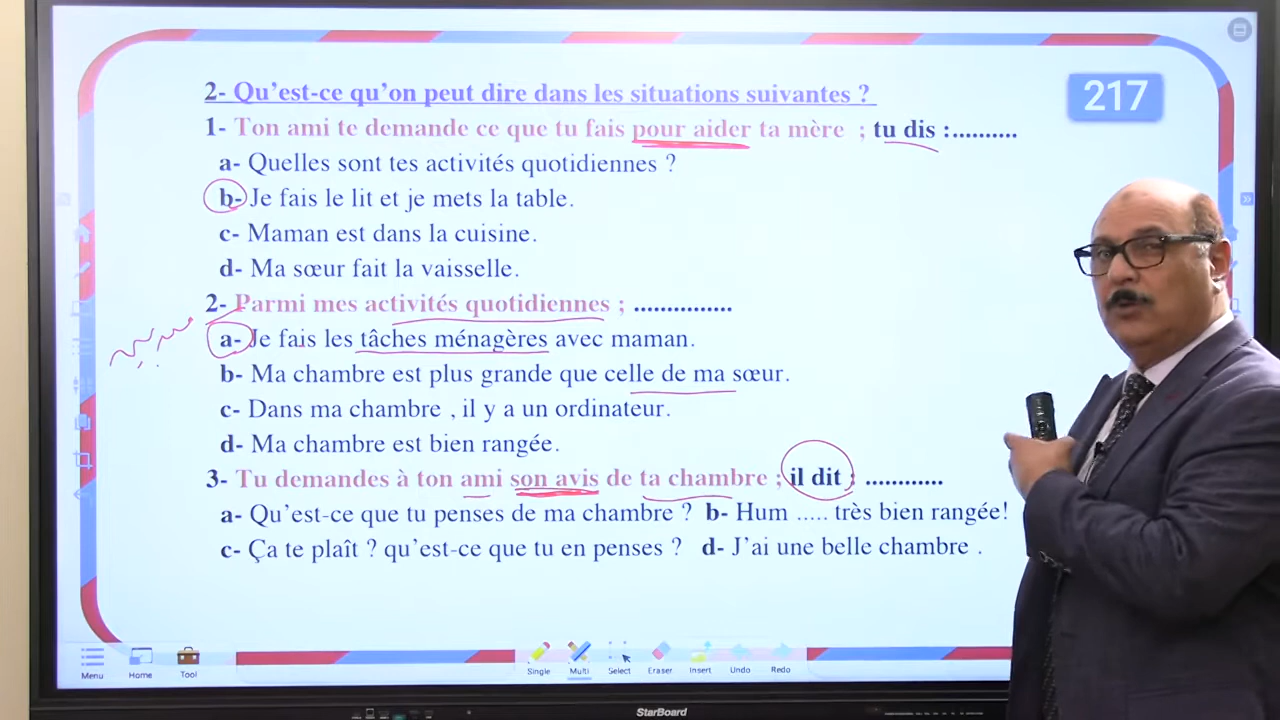 217
2- Qu'est-ce qu'on peut dire dans les situations suivantes ?
1- Ton ami te demande ce que tu fais pour aider ta mère ; tu dis :..........
a- Quelles sont tes activités quotidiennes ?
b- Je fais le lit et je mets la table.
c- Maman est dans la cuisine.
d- Ma sœur fait la vaisselle.
2- Parmi mes activités quotidiennes ; ...............
a- Je fais les tâches ménagères avec maman.
b- Ma chambre est plus grande que celle de ma sœur.
c- Dans ma chambre , il y a un ordinateur.
d- Ma chambre est bien rangée.
3- Tu demandes à ton ami son avis de ta chambre ; il dit : ............
a- Qu'est-ce que tu penses de ma chambre ? b- Hum ..... très bien rangée!
c- Ça te plaît ? qu'est-ce que tu en penses ? d- J'ai une belle chambre .
Menu Home Tool Single Multi Select Eraser Insert Undo Redo
StarBoard